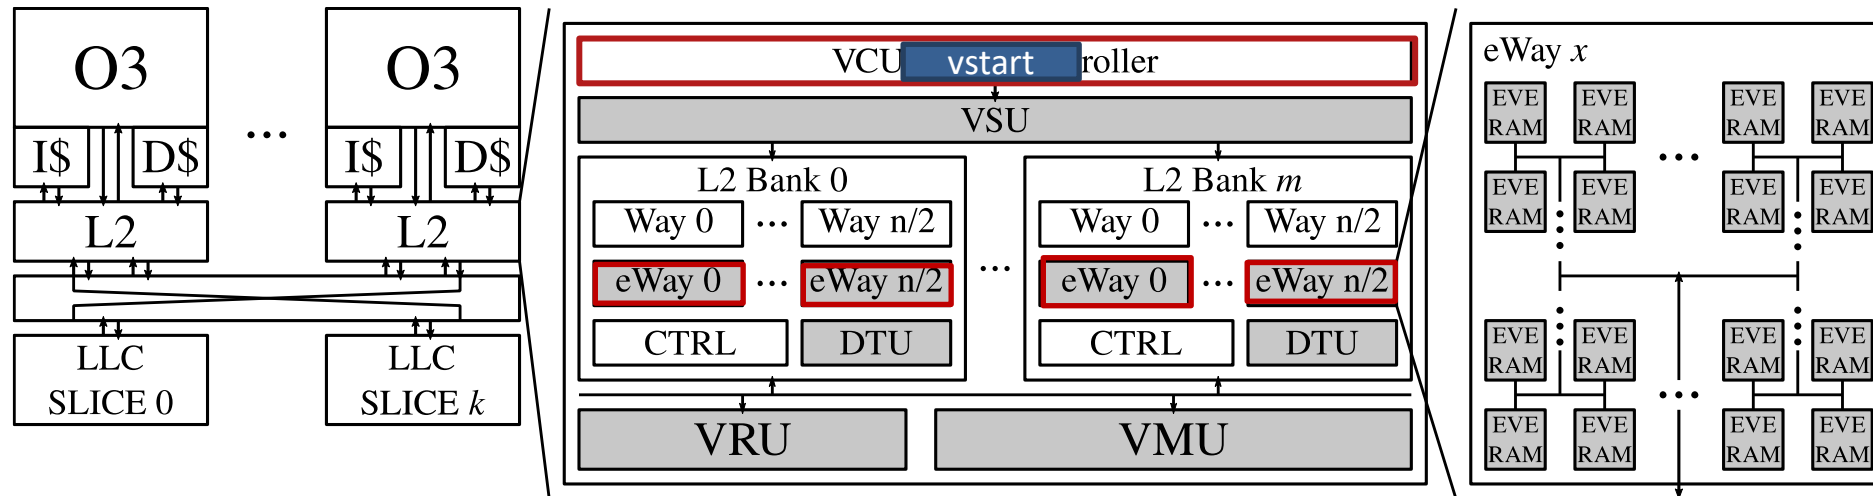 O3
...
O3
I$
D$
I$
D$
L2
L2
LLC
SLICE 0
LLC
SLICE k
VCU
vstart
roller
VSU
L2 Bank 0
Way 0 ... Way n/2
eWay 0 ... eWay n/2
CTRL
DTU
...
L2 Bank m
Way 0 ... Way n/2
eWay 0 ... eWay n/2
CTRL
DTU
VRU
VMU
eWay x
EVE
RAM
EVE
RAM
...
EVE
RAM
EVE
RAM
EVE
RAM
EVE
RAM
EVE
RAM
EVE
RAM
EVE
RAM
EVE
RAM
...
EVE
RAM
EVE
RAM
EVE
RAM
EVE
RAM
EVE
RAM
EVE
RAM